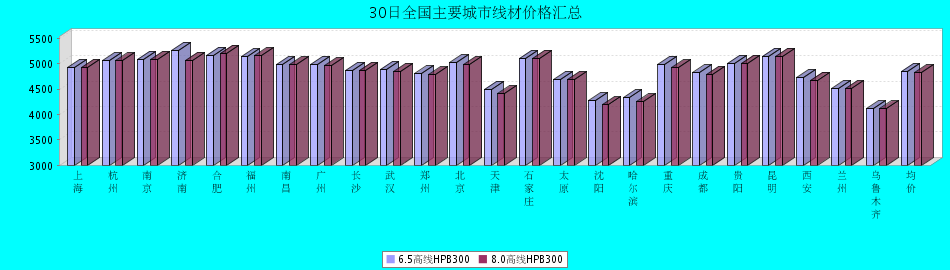 30日全国主要城市线材价格汇总
5500
5000
4500
4000
3500
3000
上海
杭州
南京
济南
合肥
福州
南昌
广州
长沙
武汉
郑州
北京
天津
石家庄
太原
沈阳
哈尔滨
重庆
成都
贵阳
昆明
西安
兰州
乌鲁木齐
均价
6.5高线HPB300 8.0高线HPB300